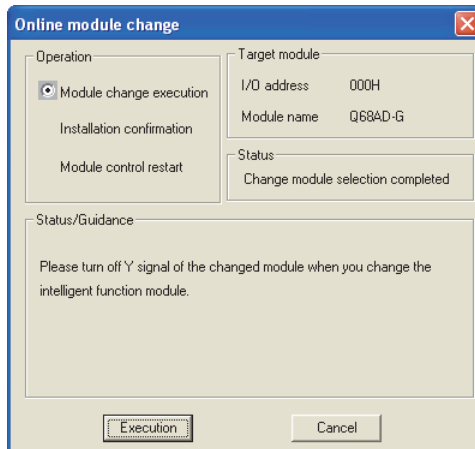 Online module change
Operation
Module change execution
Installation confirmation
Module control restart
Target module
I/O address 000H
Module name Q68AD-G
Status
Change module selection completed
Status/Guidance
Please turn off Y signal of the changed module when you change the
intelligent function module.
Execution Cancel